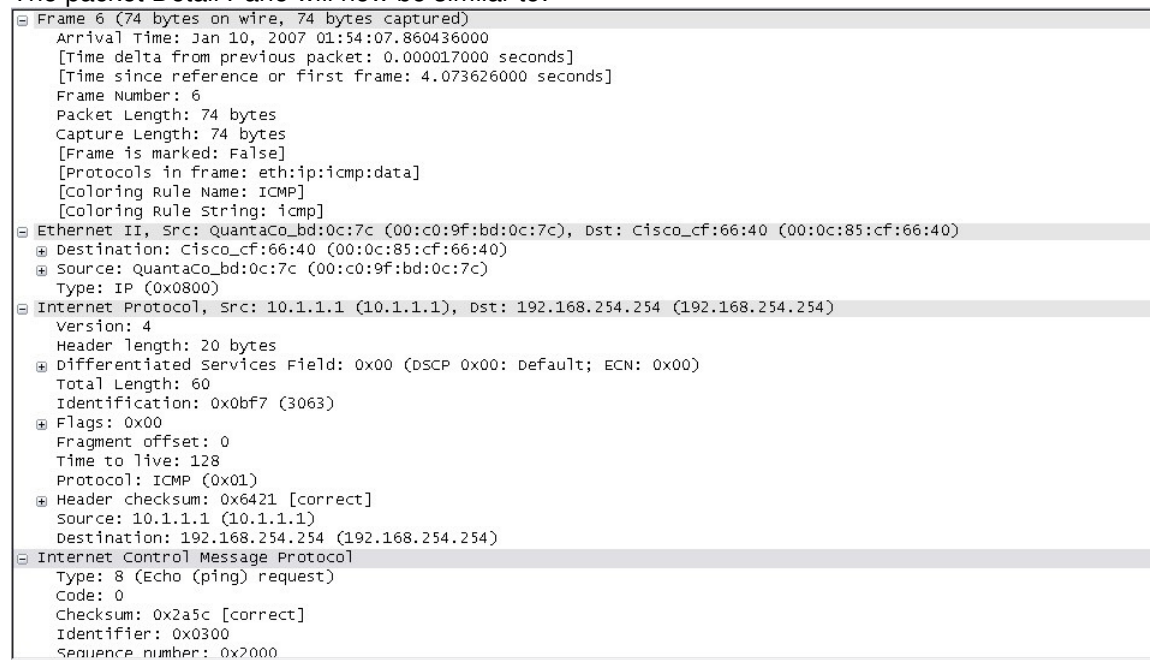 The packet Detail Pane will now be similar to:
Frame 6 (74 bytes on wire, 74 bytes captured)
Arrival Time: Jan 10, 2007 01:54:07.860436000
[Time delta from previous packet: 0.000017000 seconds]
[Time since reference or first frame: 4.073626000 seconds]
Frame Number: 6
Packet Length: 74 bytes
Capture Length: 74 bytes
[Frame is marked: False]
[Protocols in frame: eth:ip:icmp:data]
[Coloring Rule Name: ICMP]
[Coloring Rule String: icmp]
Ethernet II, Src: QuantaCo_bd:0c:7c (00:c0:9f:bd:0c:7c), Dst: Cisco_cf:66:40 (00:0c:85:cf:66:40)
Destination: Cisco_cf:66:40 (00:0c:85:cf:66:40)
Source: QuantaCo_bd:0c:7c (00:c0:9f:bd:0c:7c)
Type: IP (0x0800)
Internet Protocol, Src: 10.1.1.1 (10.1.1.1), Dst: 192.168.254.254 (192.168.254.254)
Version: 4
Header length: 20 bytes
Differentiated Services Field: 0x00 (DSCP 0x00: Default; ECN: 0x00)
Total Length: 60
Identification: 0x0bf7 (3063)
Flags: 0x00
Fragment offset: 0
Time to live: 128
Protocol: ICMP (0x01)
Header checksum: 0x6421 [correct]
Source: 10.1.1.1 (10.1.1.1)
Destination: 192.168.254.254 (192.168.254.254)
Internet Control Message Protocol
Type: 8 (Echo (ping) request)
Code: 0
Checksum: 0x2a5c [correct]
Identifier: 0x0300
Sequence number: 0x2000